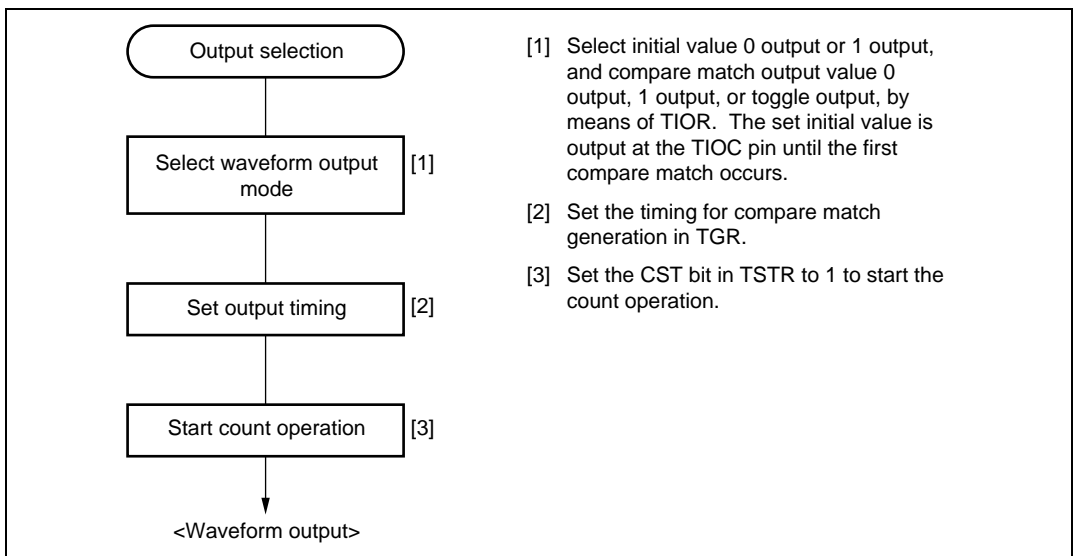 Output selection
Select waveform output
mode
[1]
Set output timing
[2]
Start count operation
[3]
<Waveform output>
[1] Select initial value 0 output or 1 output,
and compare match output value 0
output, 1 output, or toggle output, by
means of TIOR. The set initial value is
output at the TIOC pin until the first
compare match occurs.
[2] Set the timing for compare match
generation in TGR.
[3] Set the CST bit in TSTR to 1 to start the
count operation.